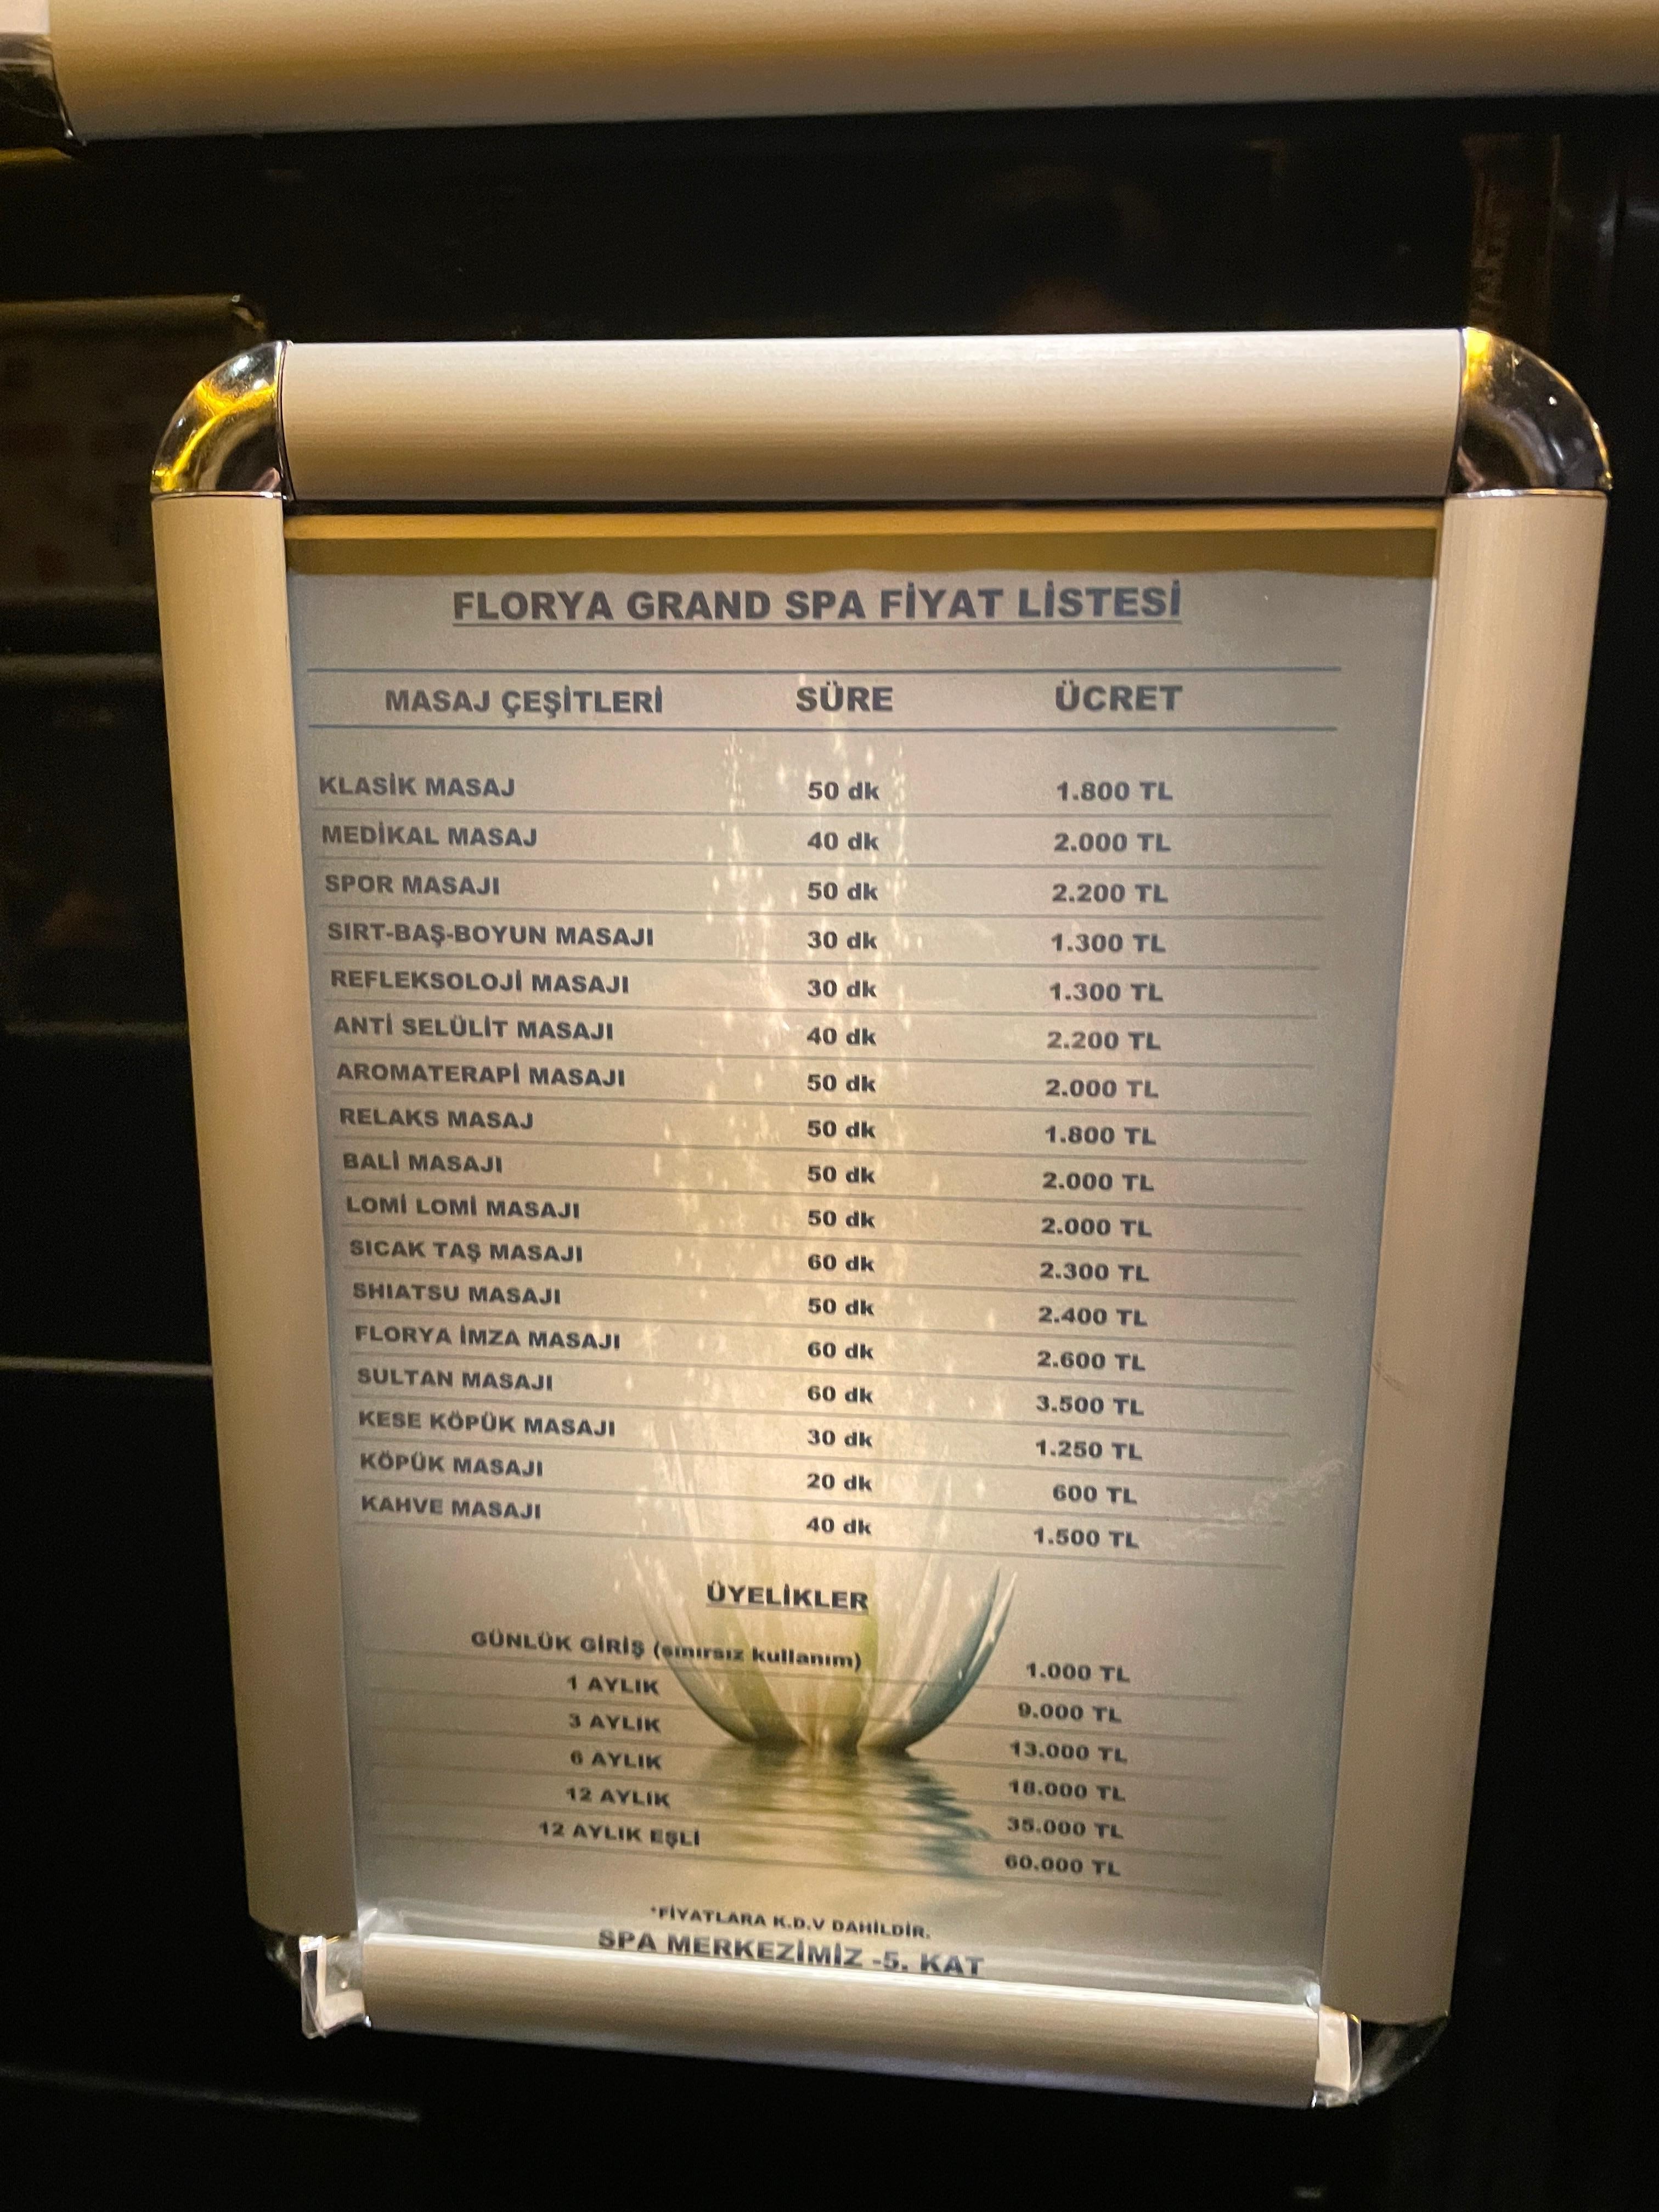 FLORYA GRAND SPA FİYAT LİSTESİ
MASAJ ÇEŞİTLERİ SÜRE ÜCRET
KLASİK MASAJ 50 dk 1.800 TL
MEDİKAL MASAJ 40 dk 2.000 TL
SPOR MASAJI 50 dk 2.200 TL
SIRT-BAŞ-BOYUN MASAJI 30 dk 1.300 TL
REFLEKSOLOJİ MASAJI 30 dk 1.300 TL
ANTİ SELÜLİT MASAJI 40 dk 2.200 TL
AROMATERAPİ MASAJI 50 dk 2.000 TL
RELAKS MASAJ 50 dk 1.800 TL
BALİ MASAJI 50 dk 2.000 TL
LOMİ LOMİ MASAJI 50 dk 2.000 TL
SICAK TAŞ MASAJI 60 dk 2.300 TL
SHIATSU MASAJI 50 dk 2.400 TL
FLORYA İMZA MASAJI 60 dk 2.600 TL
SULTAN MASAJI 60 dk 3.500 TL
KESE KÖPÜK MASAJI 30 dk 1.250 TL
KÖPÜK MASAJI 20 dk 600 TL
KAHVE MASAJI 40 dk 1.500 TL
ÜYELİKLER
GÜNLÜK GİRİŞ (sınırsız kullanım) 1.000 TL
1 AYLIK 9.000 TL
3 AYLIK 13.000 TL
6 AYLIK 18.000 TL
12 AYLIK 35.000 TL
12 AYLIK EŞLİ 60.000 TL
*FİYATLARA K.D.V DAHİLDİR.
SPA MERKEZİMİZ -5. KAT